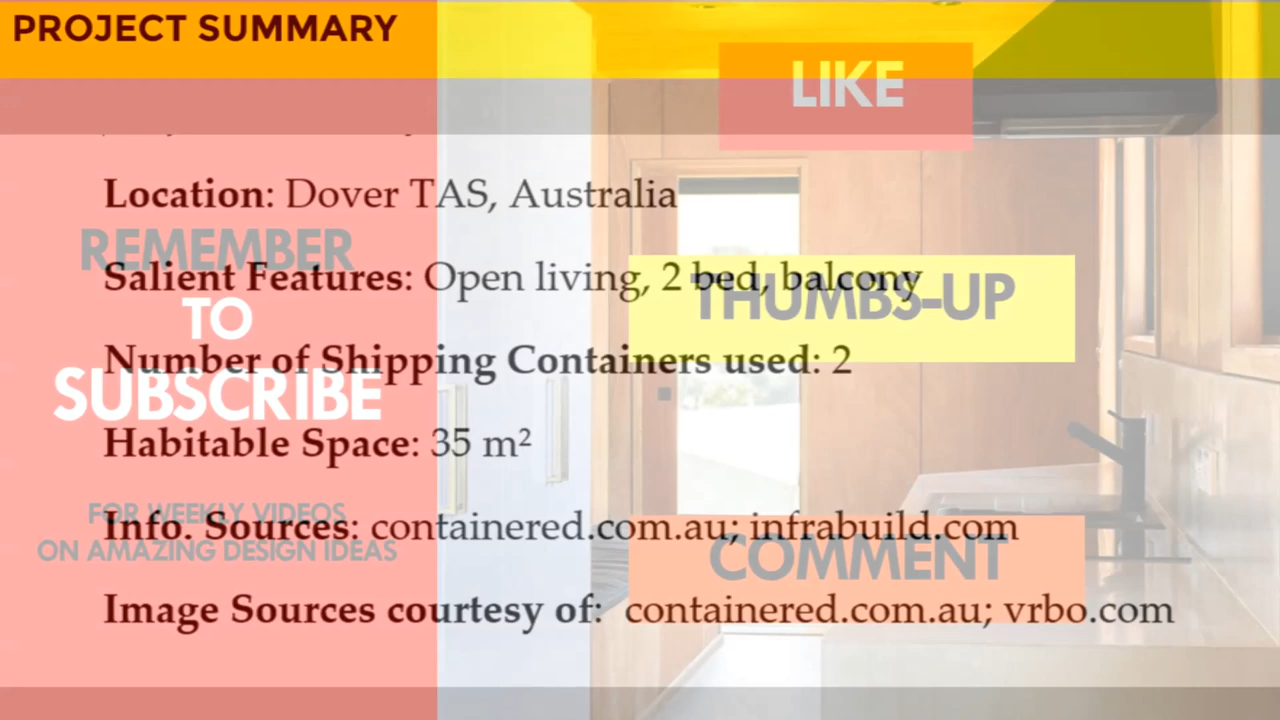 PROJECT SUMMARY
LIKE
Location: Dover TAS, Australia
REMEMBER
Salient Features: Open living, 2 bed, balcony
THUMBS-UP
TO
Number of Shipping Containers used: 2
SUBSCRIBE
Habitable Space: 35 m²
FOR WEEKLY VIDEOS
Info. Sources: containered.com.au; infrabuild.com
ON AMAZING DESIGN IDEAS
COMMENT
Image Sources courtesy of: containered.com.au; vrbo.com